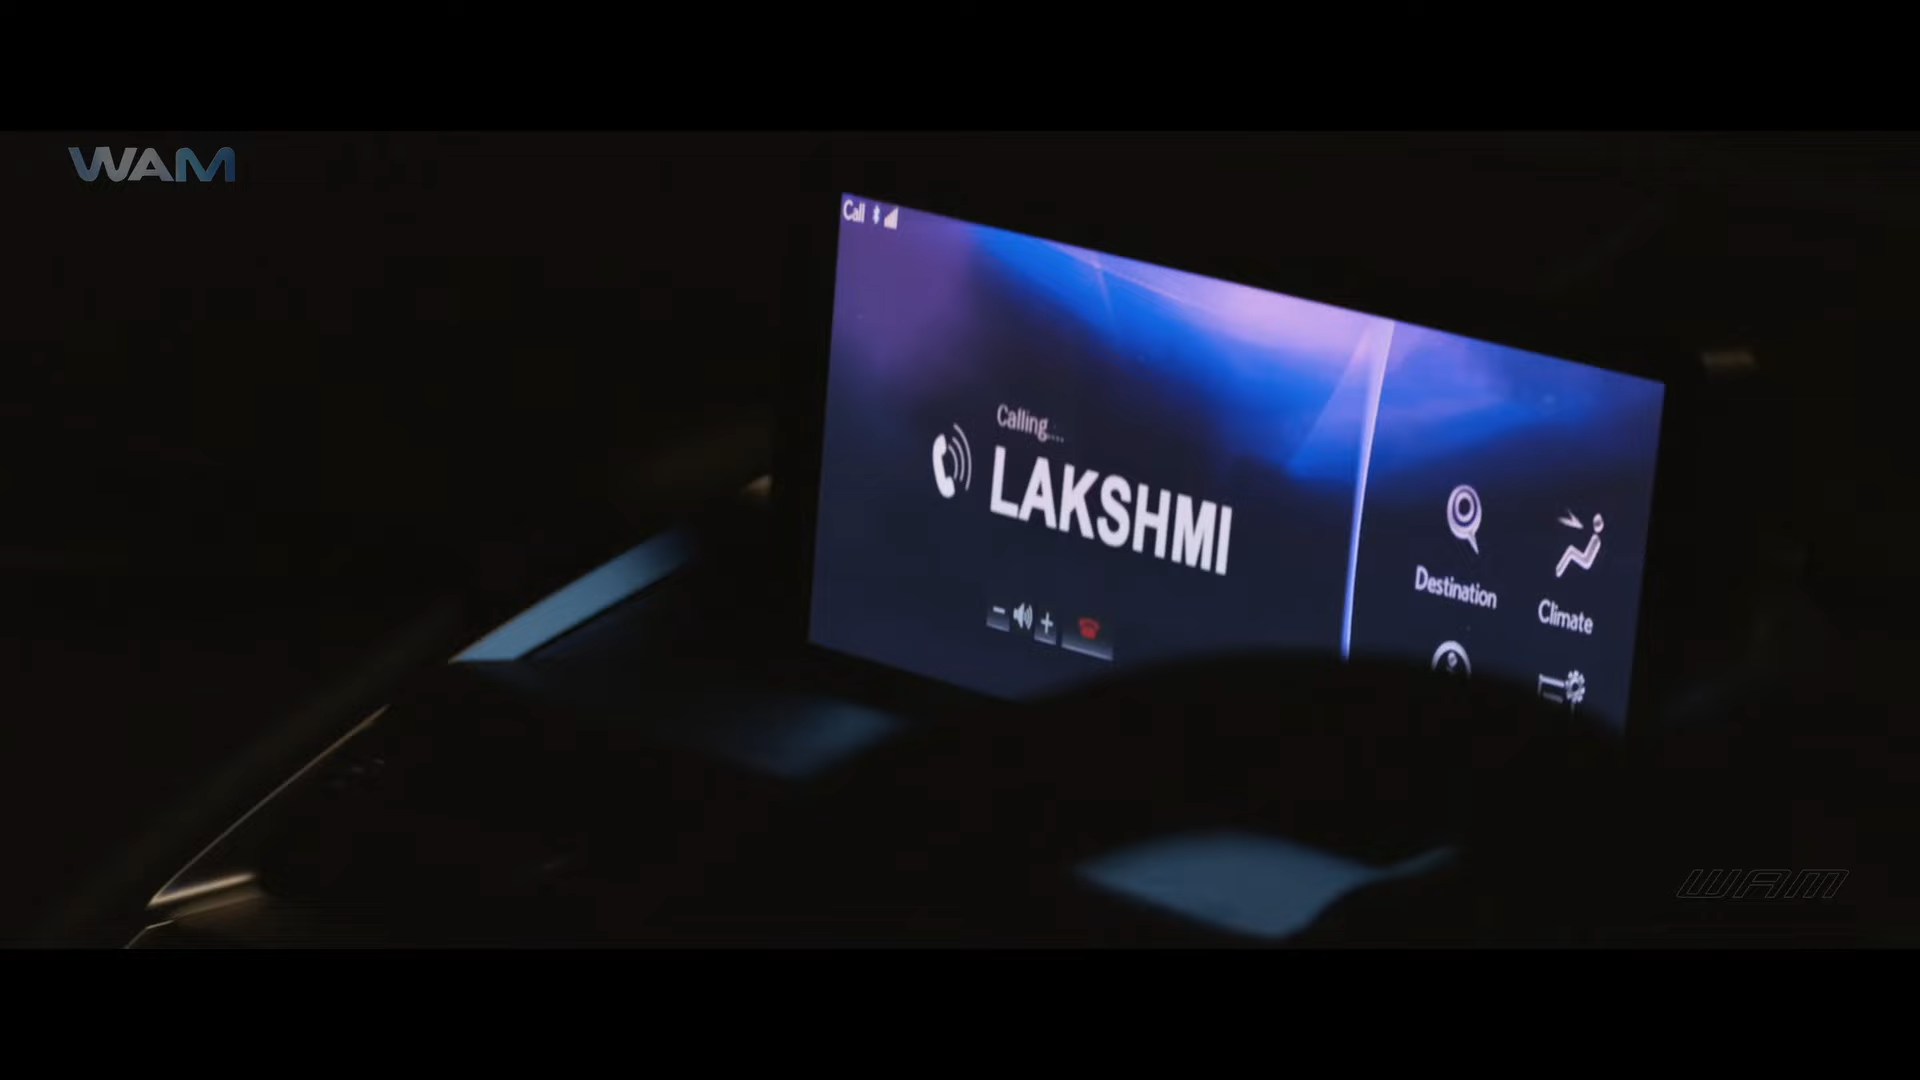 WAM
Call
Calling....
LAKSHMI
Destination
Climate
WAM